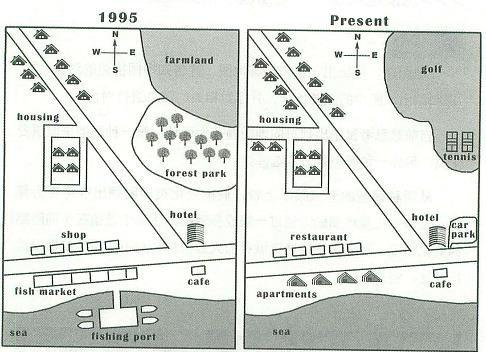 1995
N
W E
S
farmland
housing
forest park
hotel
shop
cafe
fish market
sea
fishing port
Present
N
W E
S
golf
housing
tennis
hotel
car
park
restaurant
cafe
apartments
sea